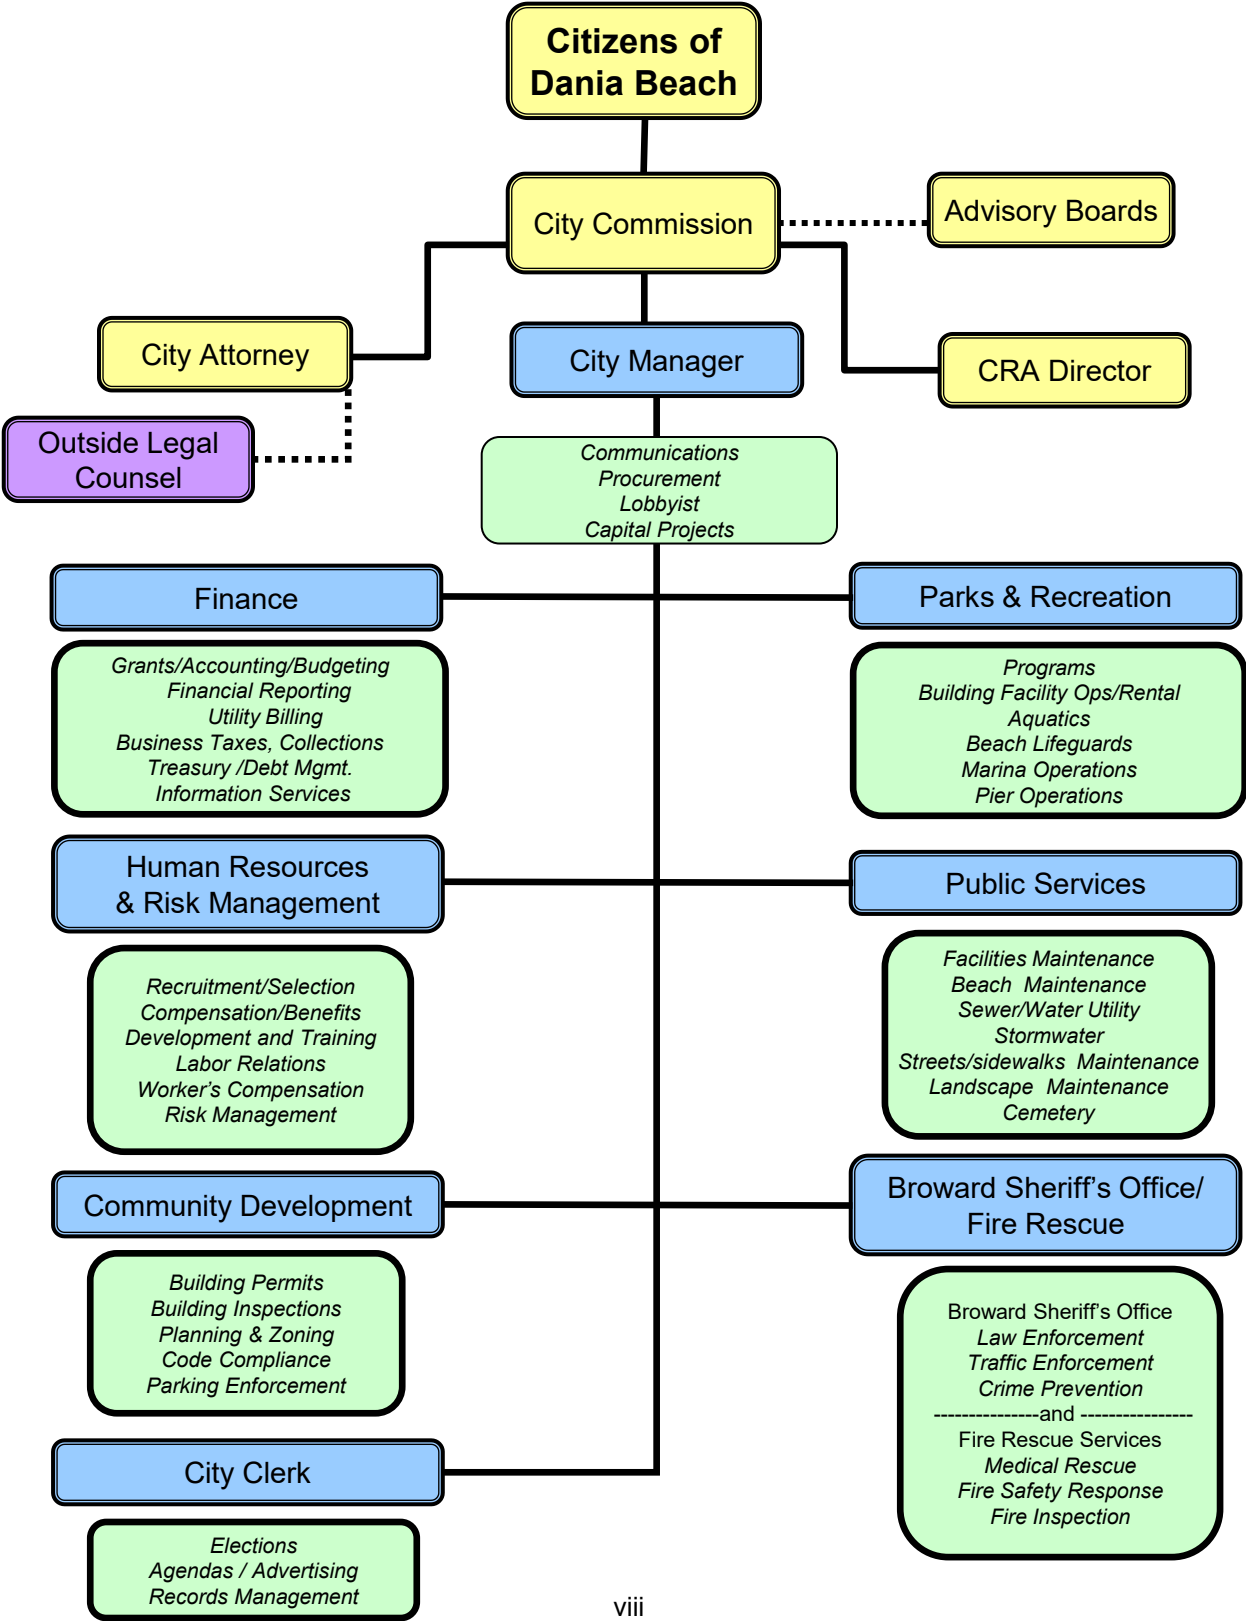 Citizens of
Dania Beach
City Commission
Advisory Boards
City Attorney
City Manager
CRA Director
Outside Legal
Counsel
Communications
Procurement
Lobbyist
Capital Projects
Finance
Grants/Accounting/Budgeting
Financial Reporting
Utility Billing
Business Taxes, Collections
Treasury /Debt Mgmt.
Information Services
Parks & Recreation
Programs
Building Facility Ops/Rental
Aquatics
Beach Lifeguards
Marina Operations
Pier Operations
Human Resources
& Risk Management
Recruitment/Selection
Compensation/Benefits
Development and Training
Labor Relations
Worker's Compensation
Risk Management
Public Services
Facilities Maintenance
Beach  Maintenance
Sewer/Water Utility
Stormwater
Streets/sidewalks  Maintenance
Landscape  Maintenance
Cemetery
Community Development
Building Permits
Building Inspections
Planning & Zoning
Code Compliance
Parking Enforcement
Broward Sheriff's Office/
Fire Rescue
Broward Sheriff's Office
Law Enforcement
Traffic Enforcement
Crime Prevention
---------------and ----------------
Fire Rescue Services
Medical Rescue
Fire Safety Response
Fire Inspection
City Clerk
Elections
Agendas / Advertising
Records Management
viii